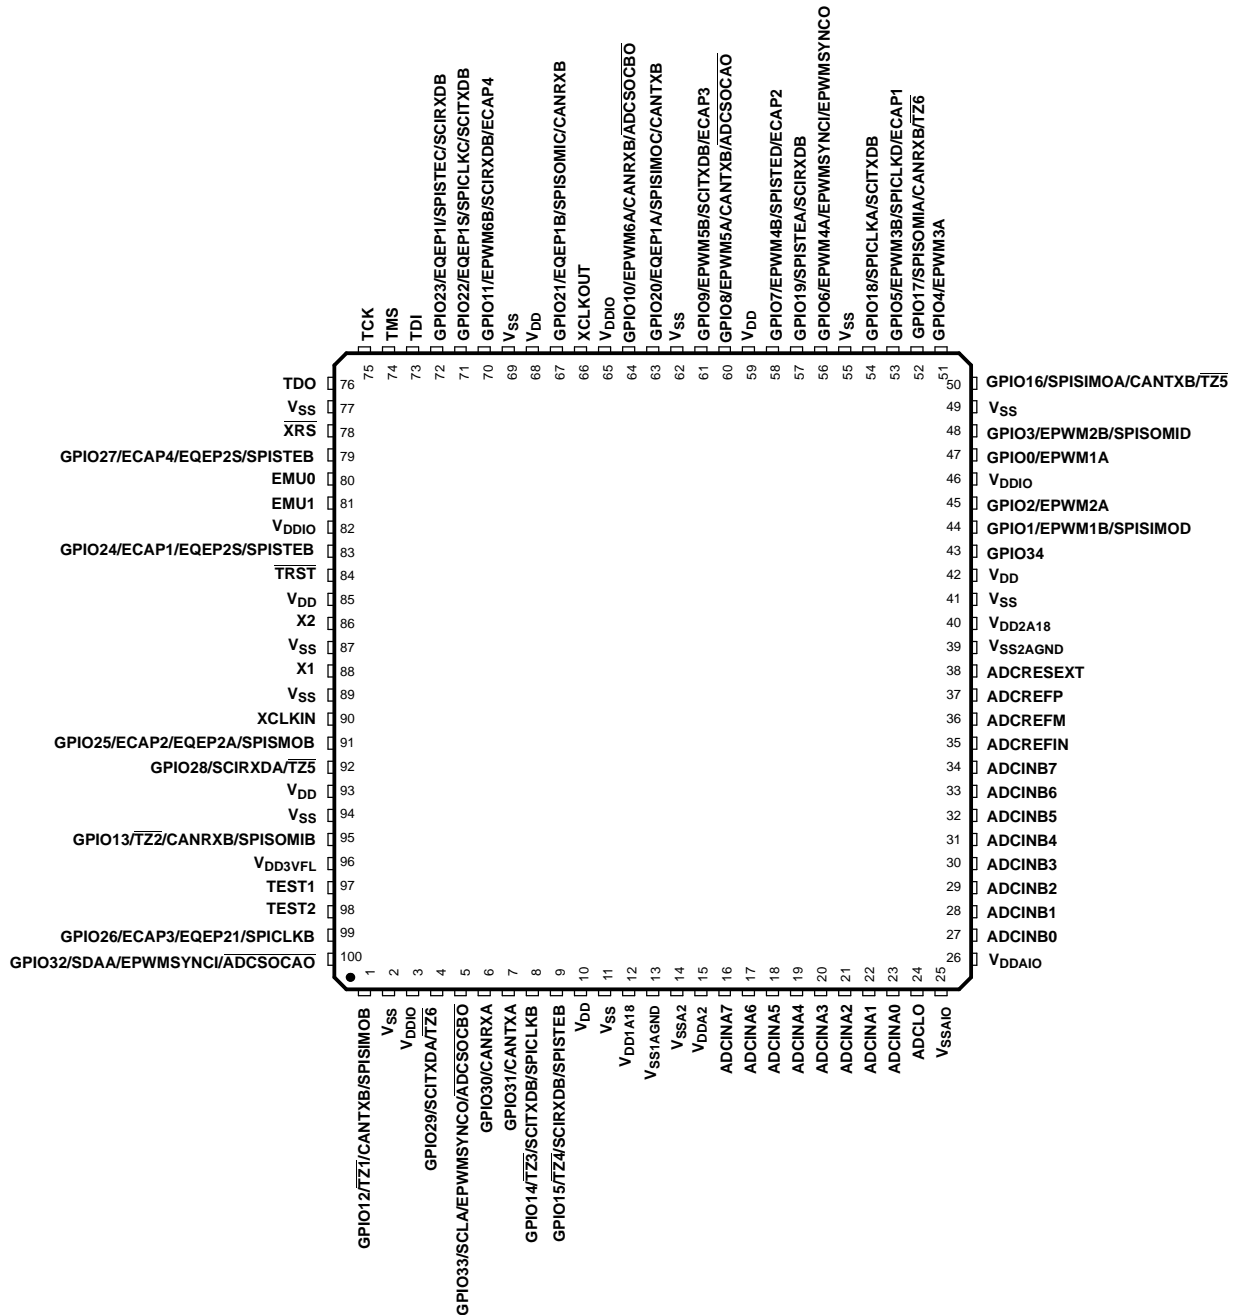 GPIO23/EQEP1I/SPISTEC/SCIRXDB
GPIO22/EQEP1S/SPICLKC/SCITXDB
GPIO11/EPWM6B/SCIRXDB/ECAP4
GPIO21/EQEP1B/SPISOMIC/CANRXB
GPIO10/EPWM6A/CANRXB/ADCSOCBO
GPIO20/EQEP1A/SPISIMOC/CANTXB
GPIO9/EPWM5B/SCITXDB/ECAP3
GPIO8/EPWM5A/CANTXB/ADCSOCAO
GPIO7/EPWM4B/SPISTED/ECAP2
GPIO19/SPISTEA/SCIRXDB
GPIO6/EPWM4A/EPWMSYNCI/EPWMSYNCO
GPIO18/SPICLKA/SCITXDB
GPIO5/EPWM3B/SPICLKD/ECAP1
GPIO17/SPISOMIA/CANRXB/TZ6
GPIO4/EPWM3A
TCK
TMS
TDI
VSS
VDD
XCLKOUT
VDDIO
VSS
VDD
VSS
75
74
73
72
71
70
69
68
67
66
65
64
63
62
61
60
59
58
57
56
55
54
53
52
51
TDO 76
VSS 77
XRS 78
GPIO27/ECAP4/EQEP2S/SPISTEB 79
EMU0 80
EMU1 81
VDDIO 82
GPIO24/ECAP1/EQEP2S/SPISTEB 83
TRST 84
VDD 85
X2 86
VSS 87
X1 88
VSS 89
XCLKIN 90
GPIO25/ECAP2/EQEP2A/SPISMOB 91
GPIO28/SCIRXDA/TZ5 92
VDD 93
VSS 94
GPIO13/TZ2/CANRXB/SPISOMIB 95
VDD3VFL 96
TEST1 97
TEST2 98
GPIO26/ECAP3/EQEP21/SPICLKB 99
GPIO32/SDAA/EPWMSYNCI/ADCSOCAO 100
50 GPIO16/SPISIMOA/CANTXB/TZ5
49 VSS
48 GPIO3/EPWM2B/SPISOMID
47 GPIO0/EPWM1A
46 VDDIO
45 GPIO2/EPWM2A
44 GPIO1/EPWM1B/SPISIMOD
43 GPIO34
42 VDD
41 VSS
40 VDD2A18
39 VSS2AGND
38 ADCRESEXT
37 ADCREFP
36 ADCREFM
35 ADCREFIN
34 ADCINB7
33 ADCINB6
32 ADCINB5
31 ADCINB4
30 ADCINB3
29 ADCINB2
28 ADCINB1
27 ADCINB0
26 VDDAIO
1
2
3
4
5
6
7
8
9
10
11
12
13
14
15
16
17
18
19
20
21
22
23
24
25
GPIO12/TZ1/CANTXB/SPISIMOB
VSS
VDDIO
GPIO29/SCITXDA/TZ6
GPIO33/SCLA/EPWMSYNCO/ADCSOCBO
GPIO30/CANRXA
GPIO31/CANTXA
GPIO14/TZ3/SCITXDB/SPICLKB
GPIO15/TZ4/SCIRXDB/SPISTEB
VDD
VSS
VDD1A18
VSS1AGND
VSSA2
VDDA2
ADCINA7
ADCINA6
ADCINA5
ADCINA4
ADCINA3
ADCINA2
ADCINA1
ADCINA0
ADCLO
VSSAIO